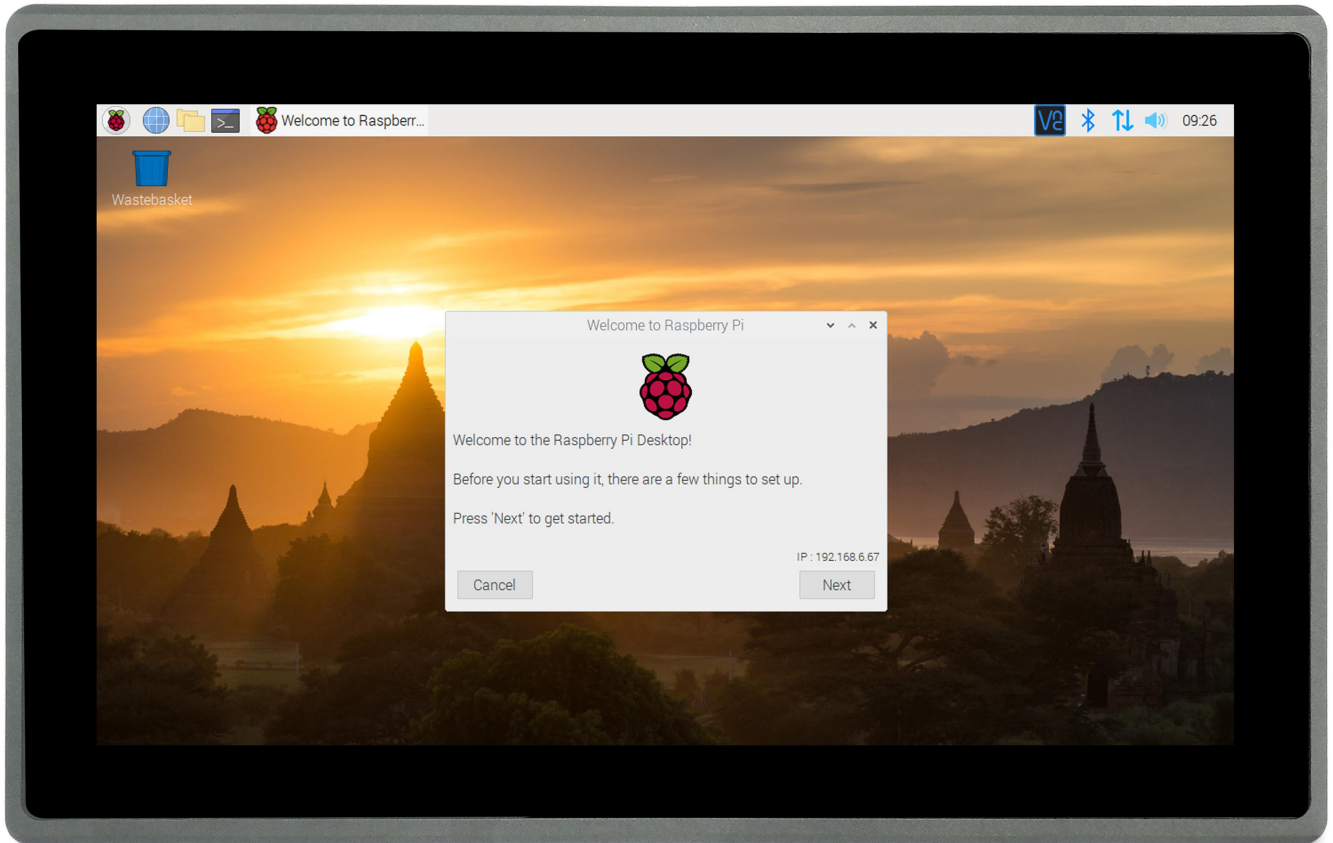 Welcome to Raspberr...
VNC
09:26
Wastebasket
Welcome to Raspberry Pi
Welcome to the Raspberry Pi Desktop!
Before you start using it, there are a few things to set up.
Press 'Next' to get started.
IP : 192.168.6.67
Cancel
Next